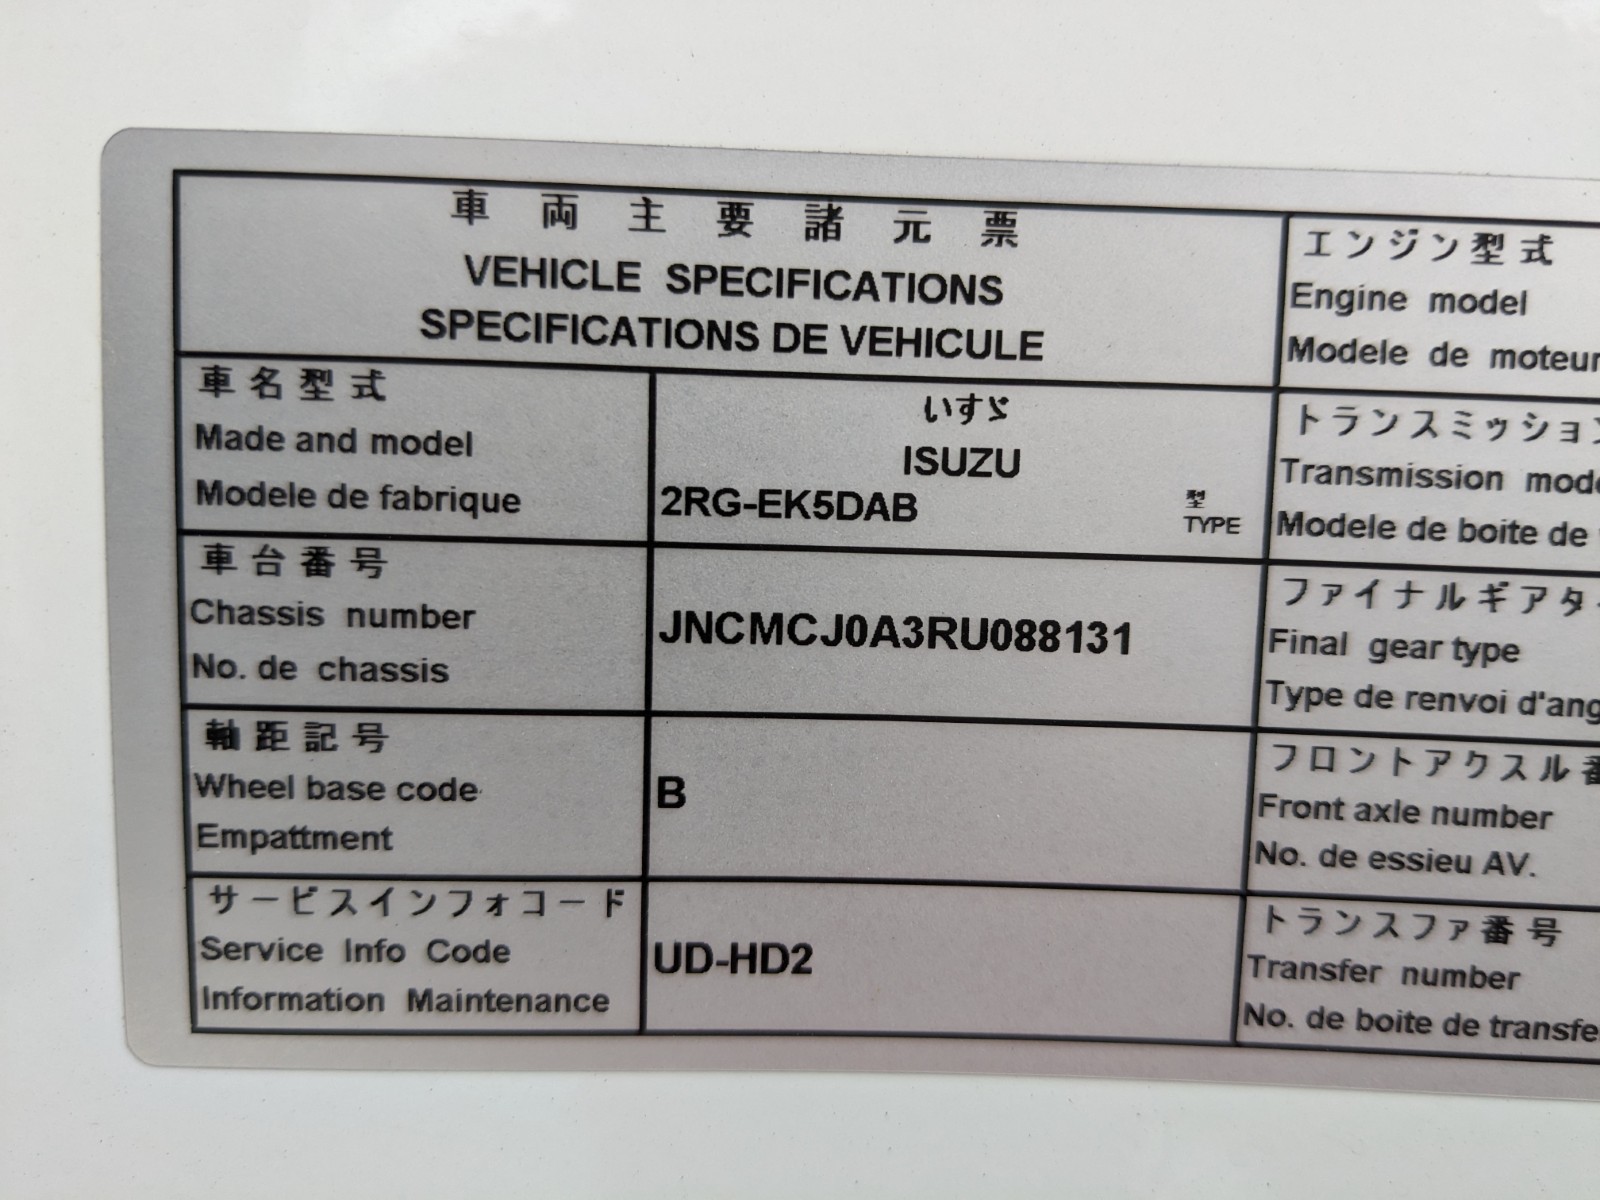 車両主要諸元票
VEHICLE SPECIFICATIONS
SPECIFICATIONS DE VEHICULE
車名型式
Made and model
Modele de fabrique
いすゞ
ISUZU
2RG-EK5DAB
型
TYPE
車台番号
Chassis number
No. de chassis
JNCMCJ0A3RU088131
軸距記号
Wheel base code
Empattment
B
サービスインフォコード
Service Info Code
Information Maintenance
UD-HD2
エンジン型式
Engine model
Modele de moteur
トランスミッション
Transmission
Modele de boite de
ファイナルギアタ
Final gear type
Type de renvoi
フロントアクスル
Front axle number
No. de essieu AV.
トランスファ番号
Transfer number
No. de boite de